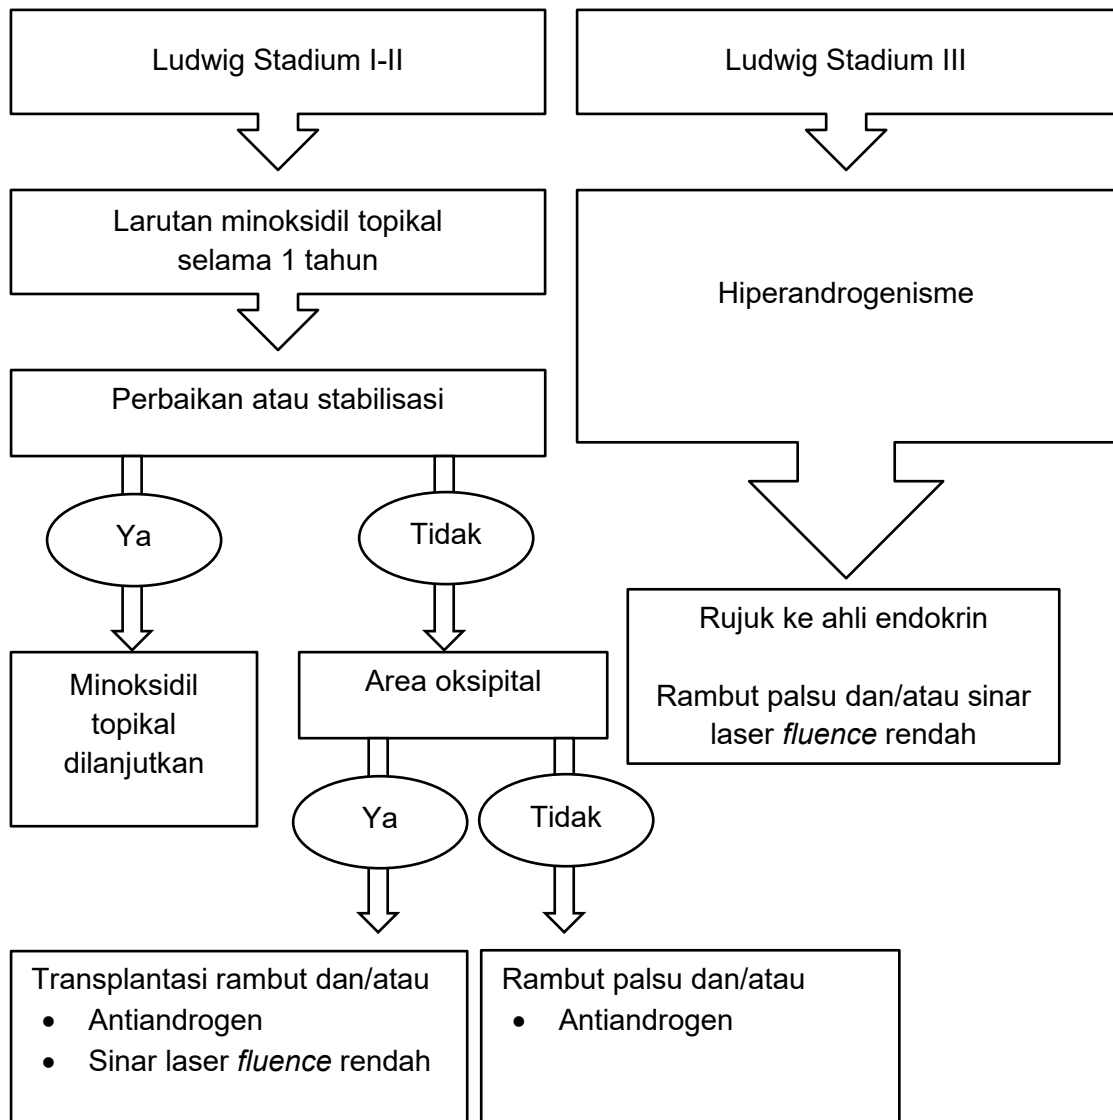 Ludwig Stadium I-II
Ludwig Stadium III
Larutan minoksidil topikal
selama 1 tahun
Hiperandrogenisme
Perbaikan atau stabilisasi
Ya
Tidak
Rujuk ke ahli endokrin
Rambut palsu dan/atau sinar
laser fluence rendah
Minoksidil
topikal
dilanjutkan
Area oksipital
Ya
Tidak
Transplantasi rambut dan/atau
• Antiandrogen
• Sinar laser fluence rendah
Rambut palsu dan/atau
• Antiandrogen